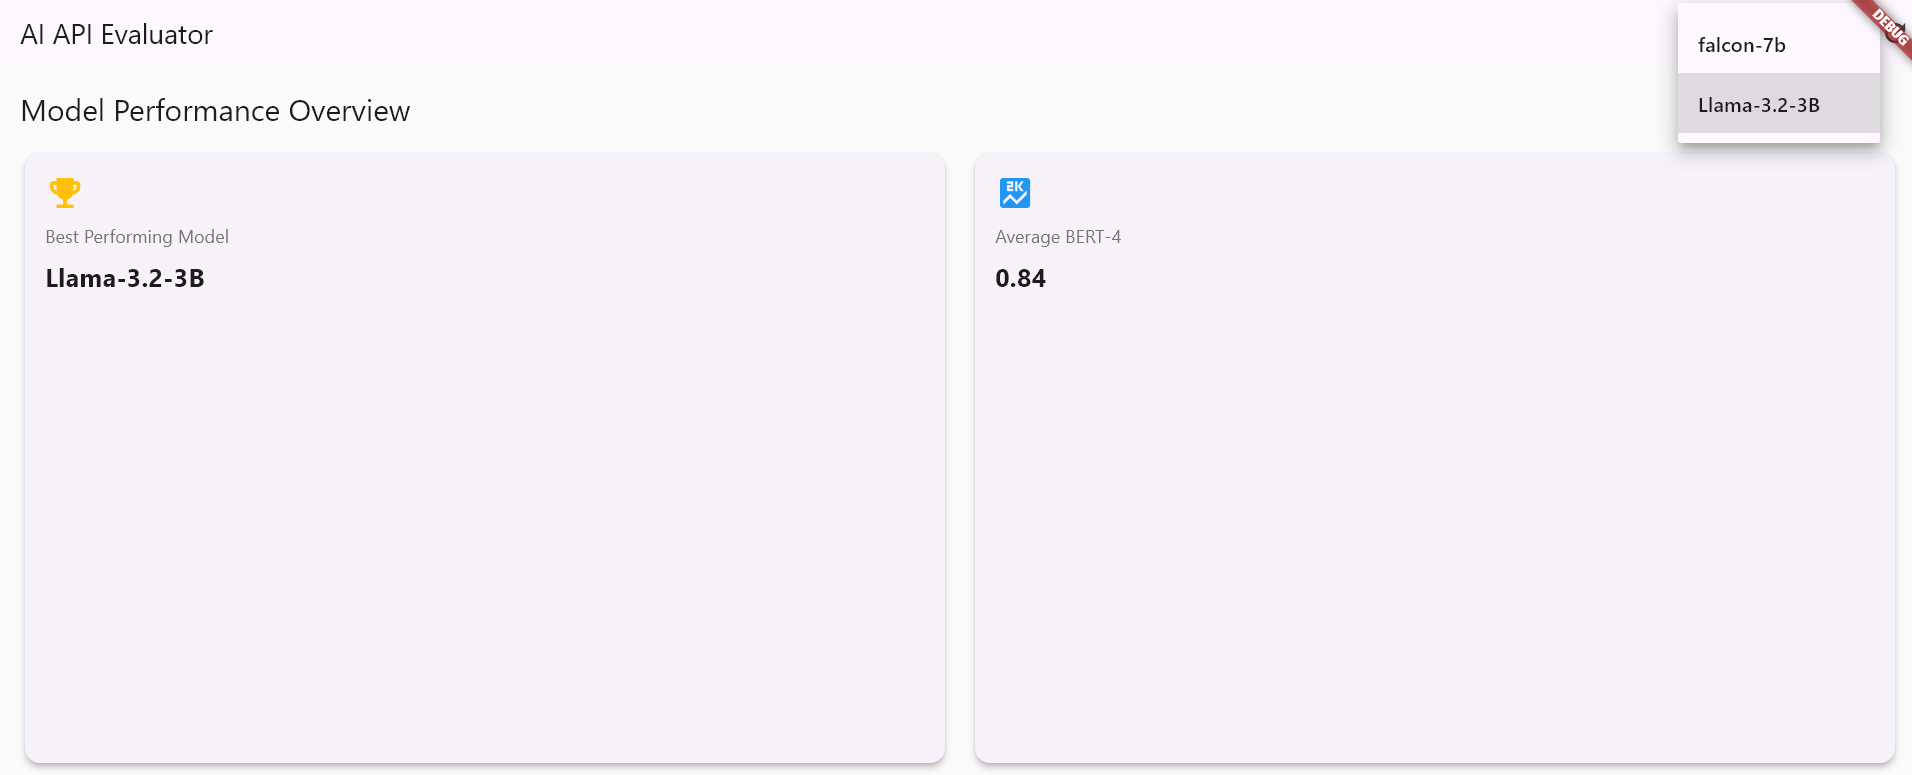 AI API Evaluator
falcon-7b
DEBUG
Llama-3.2-3B
Model Performance Overview
2K
Best Performing Model
Llama-3.2-3B
Average BERT-4
0.84